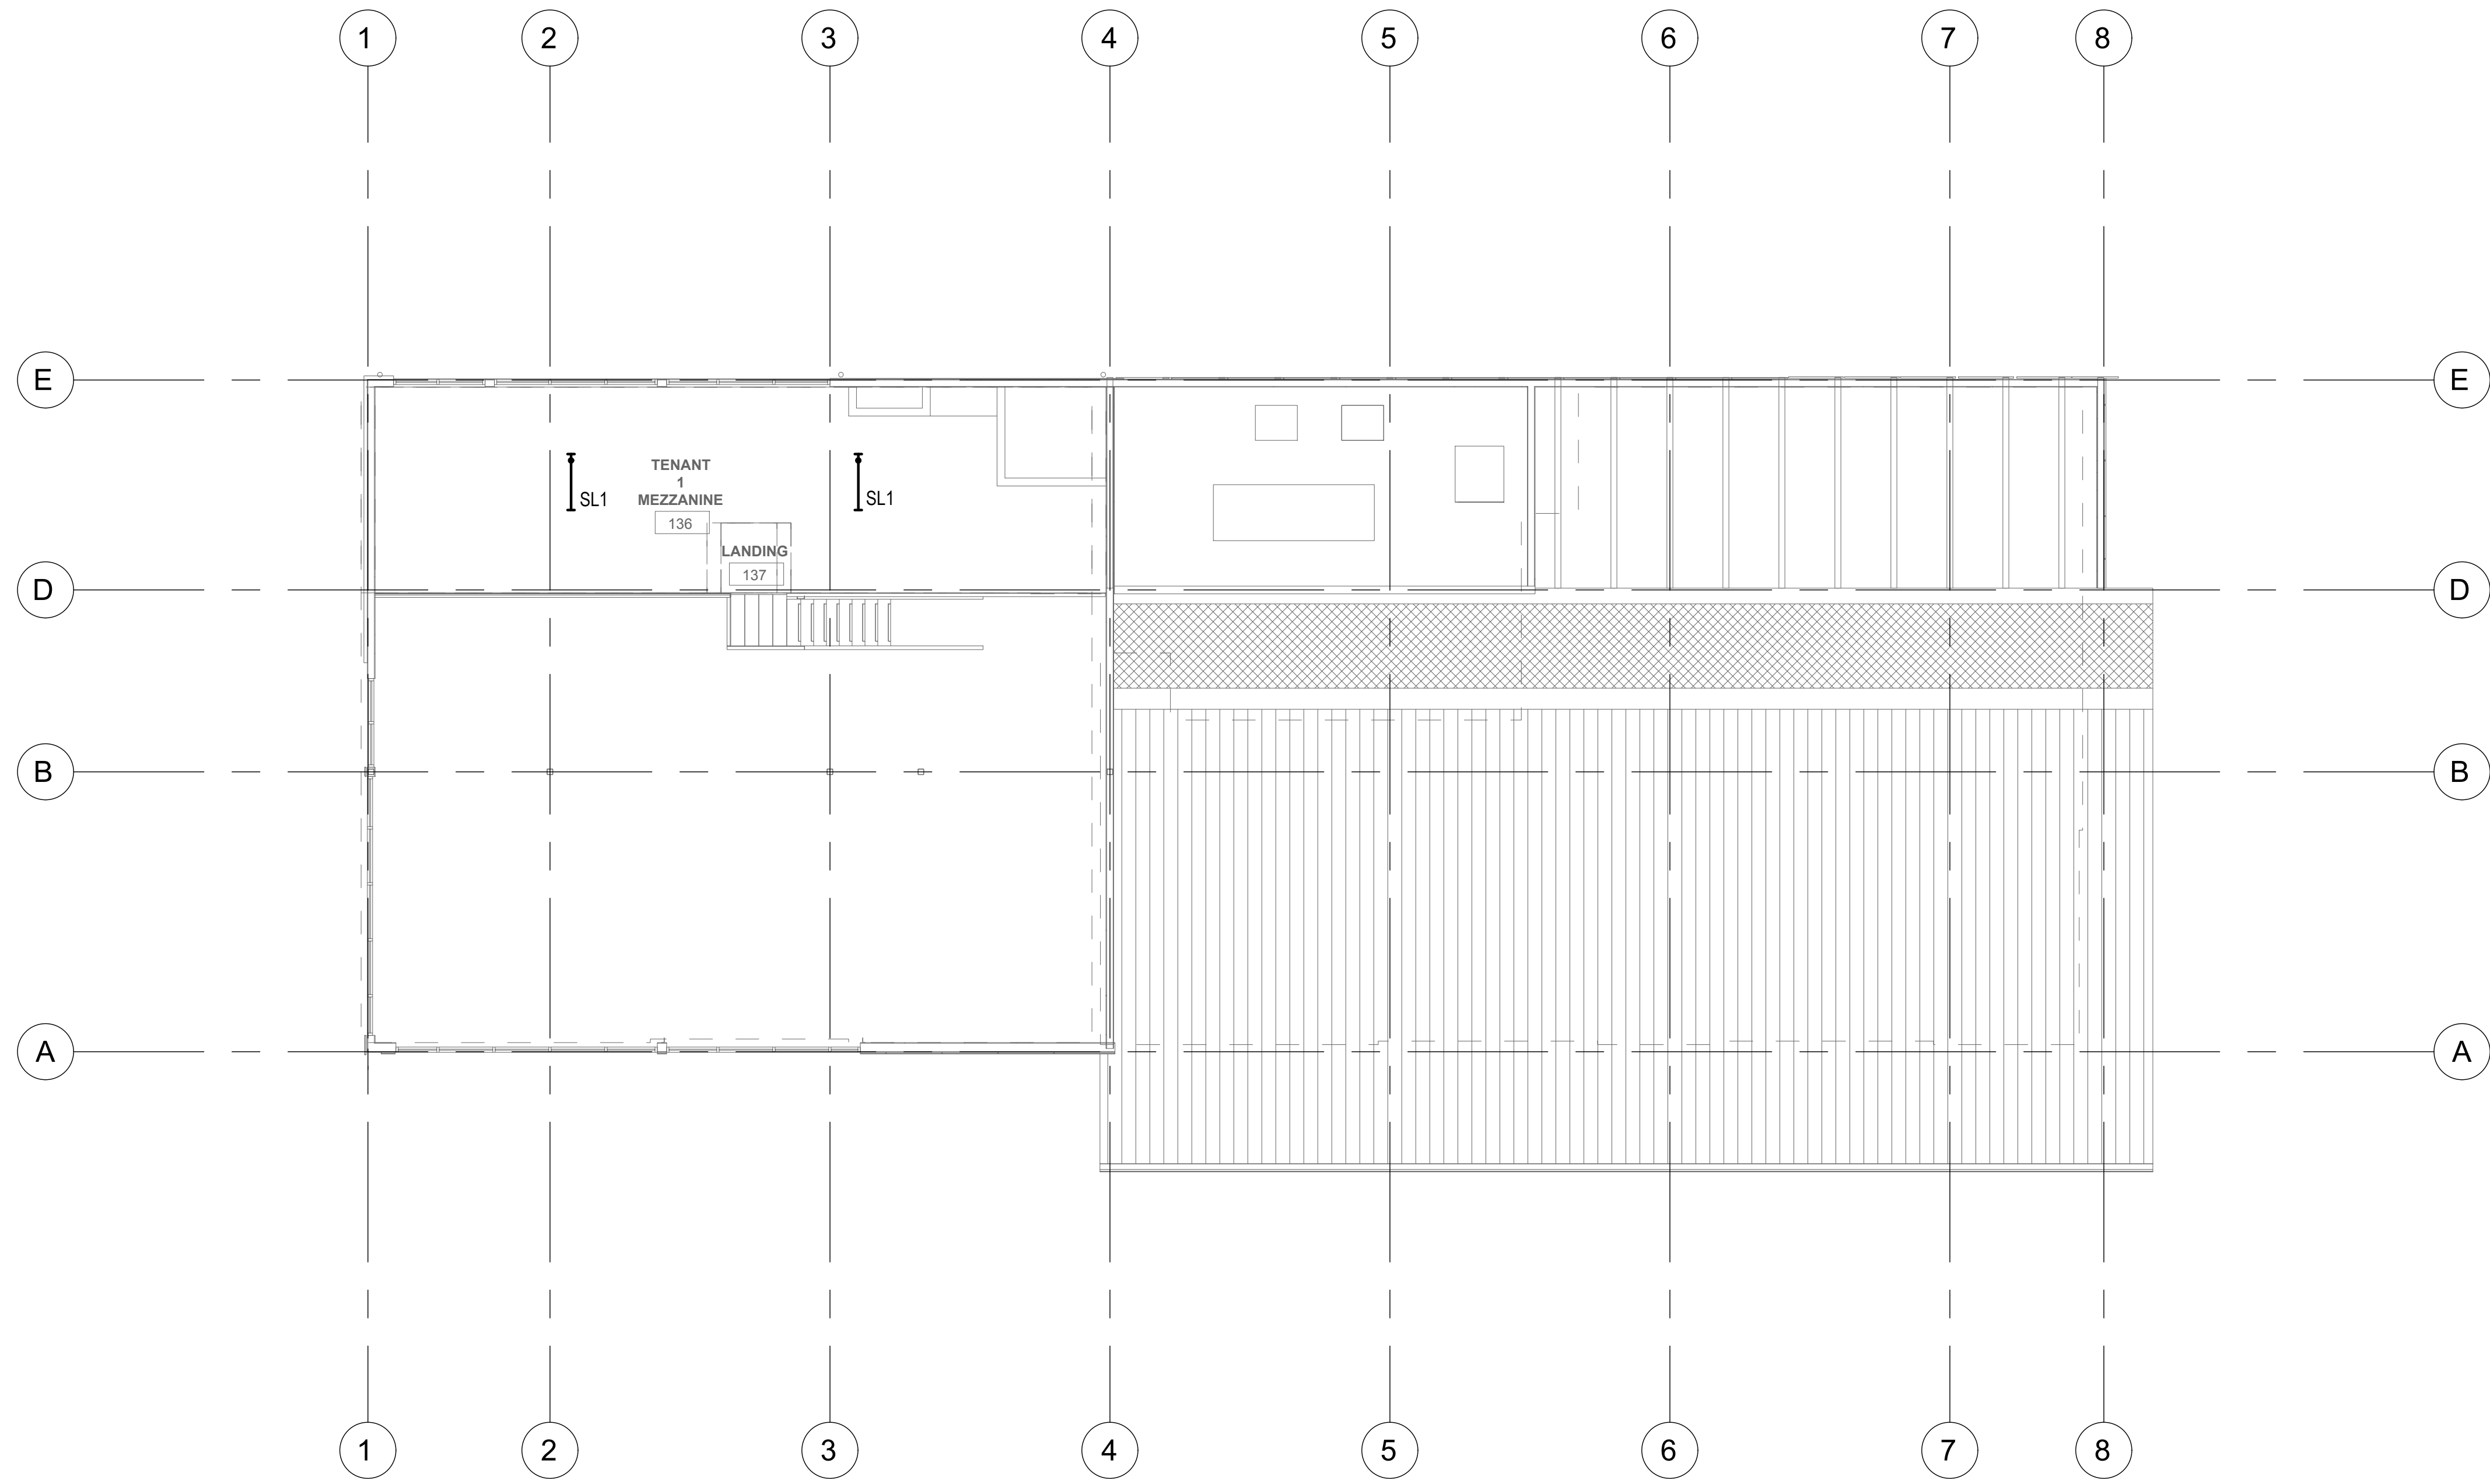 1 2 3 4 5 6 7 8
E E
TENANT
1
MEZZANINE
SL1 SL1
136
LANDING
137
D D
B B
A A
1 2 3 4 5 6 7 8